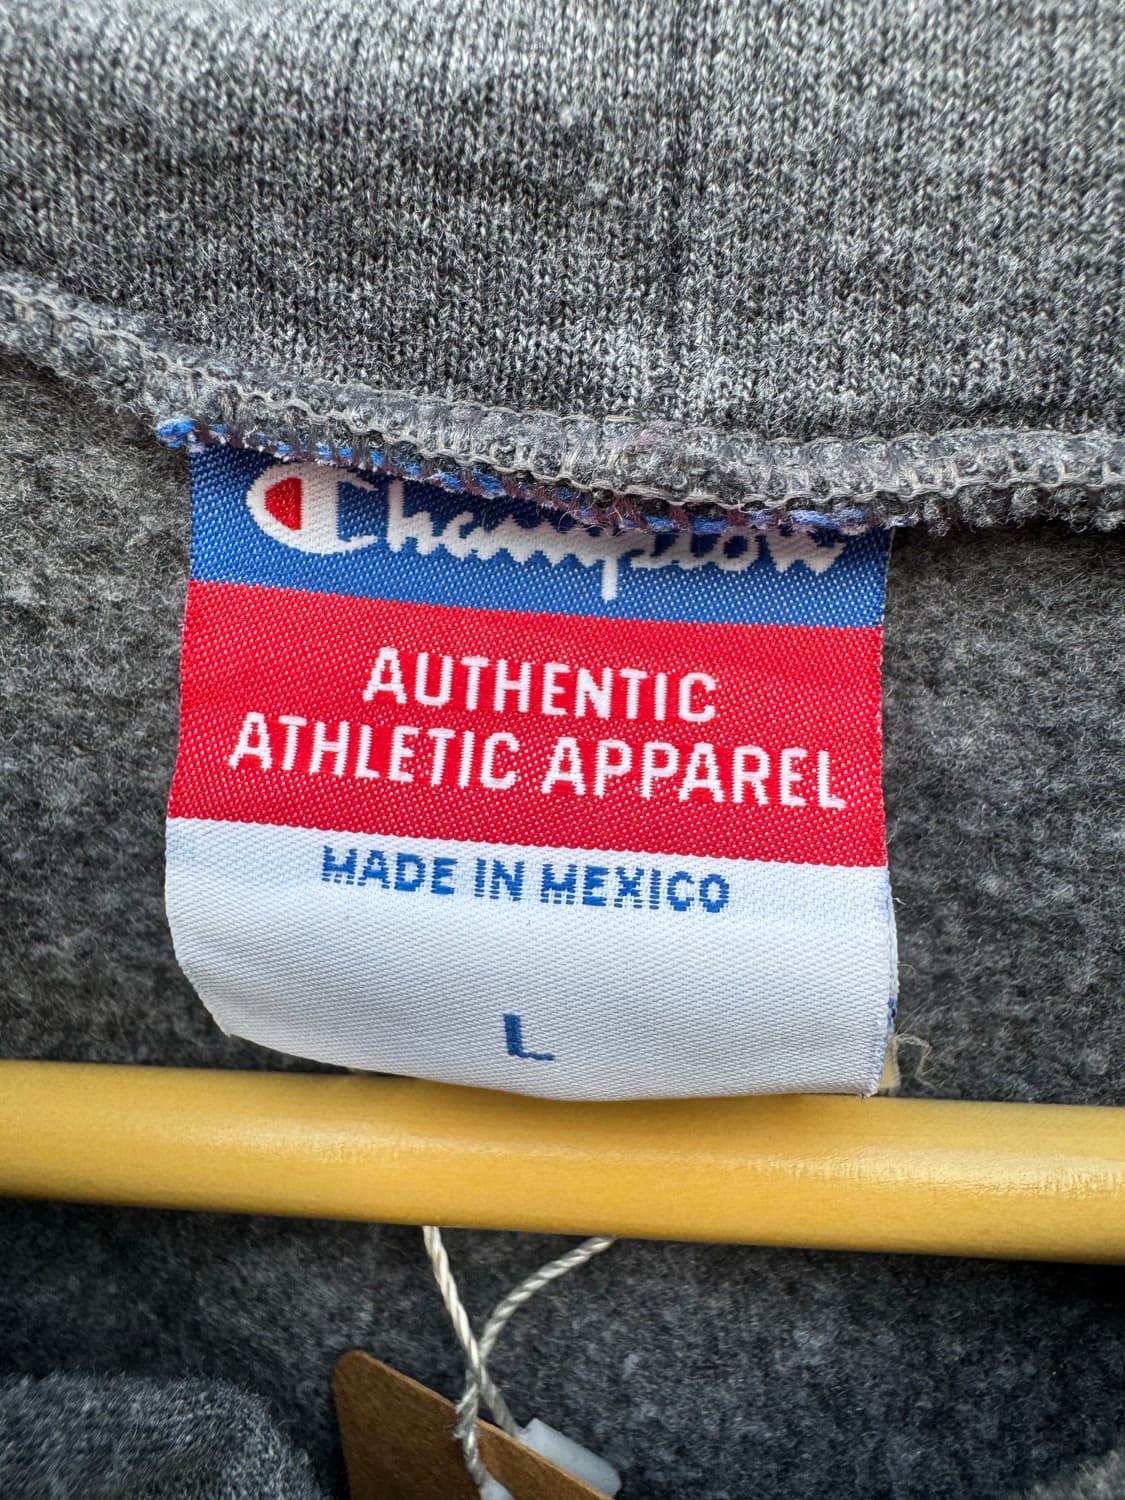 Champion
AUTHENTIC
ATHLETIC APPAREL
MADE IN MEXICO
L